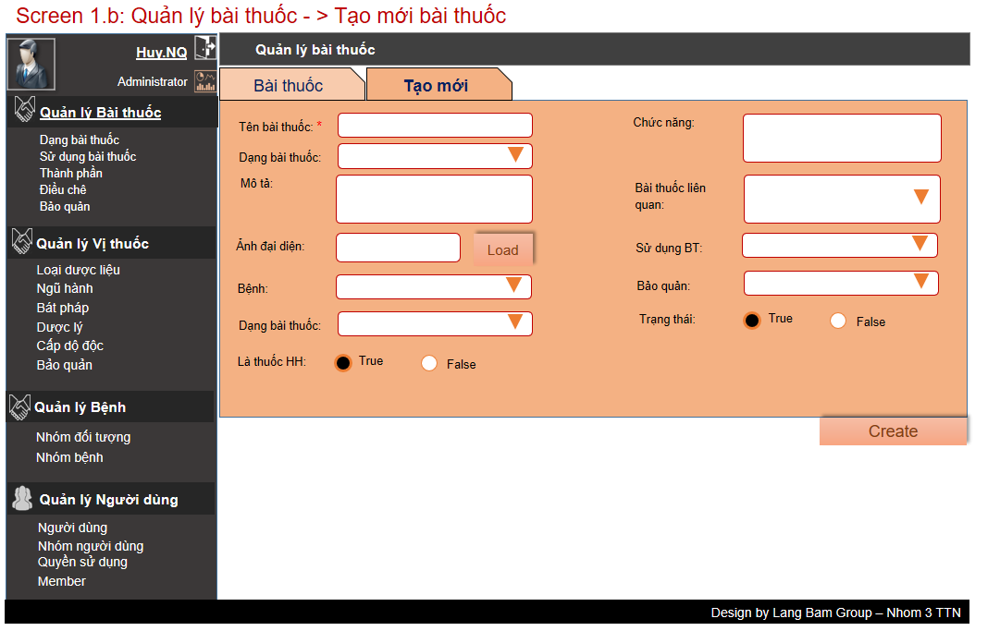 Screen 1.b: Quản lý bài thuốc - > Tạo mới bài thuốc
Huy.NQ
Administrator
Quản lý Bài thuốc
Dạng bài thuốc
Sử dụng bài thuốc
Thành phần
Điều chê
Bảo quản
Quản lý Vị thuốc
Loại dược liệu
Ngũ hành
Bát pháp
Dược lý
Cấp dộ độc
Bảo quản
Quản lý Bệnh
Nhóm đối tượng
Nhóm bệnh
Quản lý Người dùng
Người dùng
Nhóm người dùng
Quyền sử dụng
Member
Quản lý bài thuốc
Bài thuốc
Tạo mới
Tên bài thuốc: *
Dạng bài thuốc:
Mô tả:
Ảnh đại diện:
Load
Bệnh:
Dạng bài thuốc:
Là thuốc HH:
True
False
Chức năng:
Bài thuốc liên
quan:
Sử dụng BT:
Bảo quản:
Trạng thái:
True
False
Create
Design by Lang Bam Group – Nhom 3 TTN